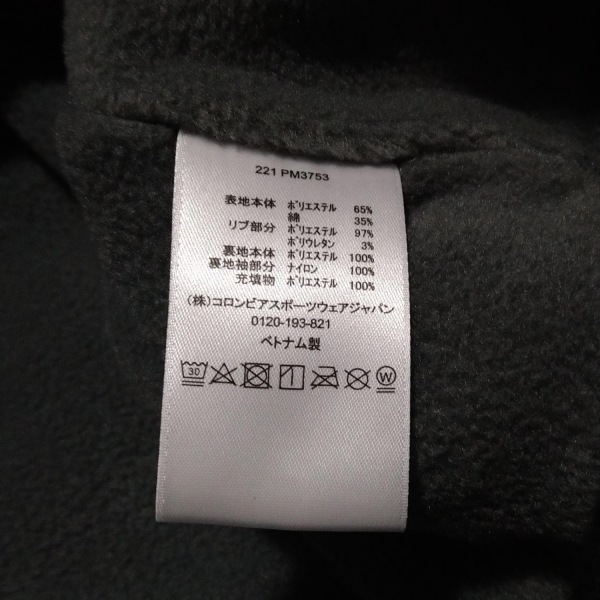 221 PM3753
表地本体 ポリエステル 65%
綿 35%
リブ部分 ポリエステル 97%
ポリウレタン 3%
裏地本体 ポリエステル 100%
裏地袖部分 ナイロン 100%
充填物 ポリエステル 100%
(株)コロンビアスポーツウェアジャパン
0120-193-821
ベトナム製
30 W